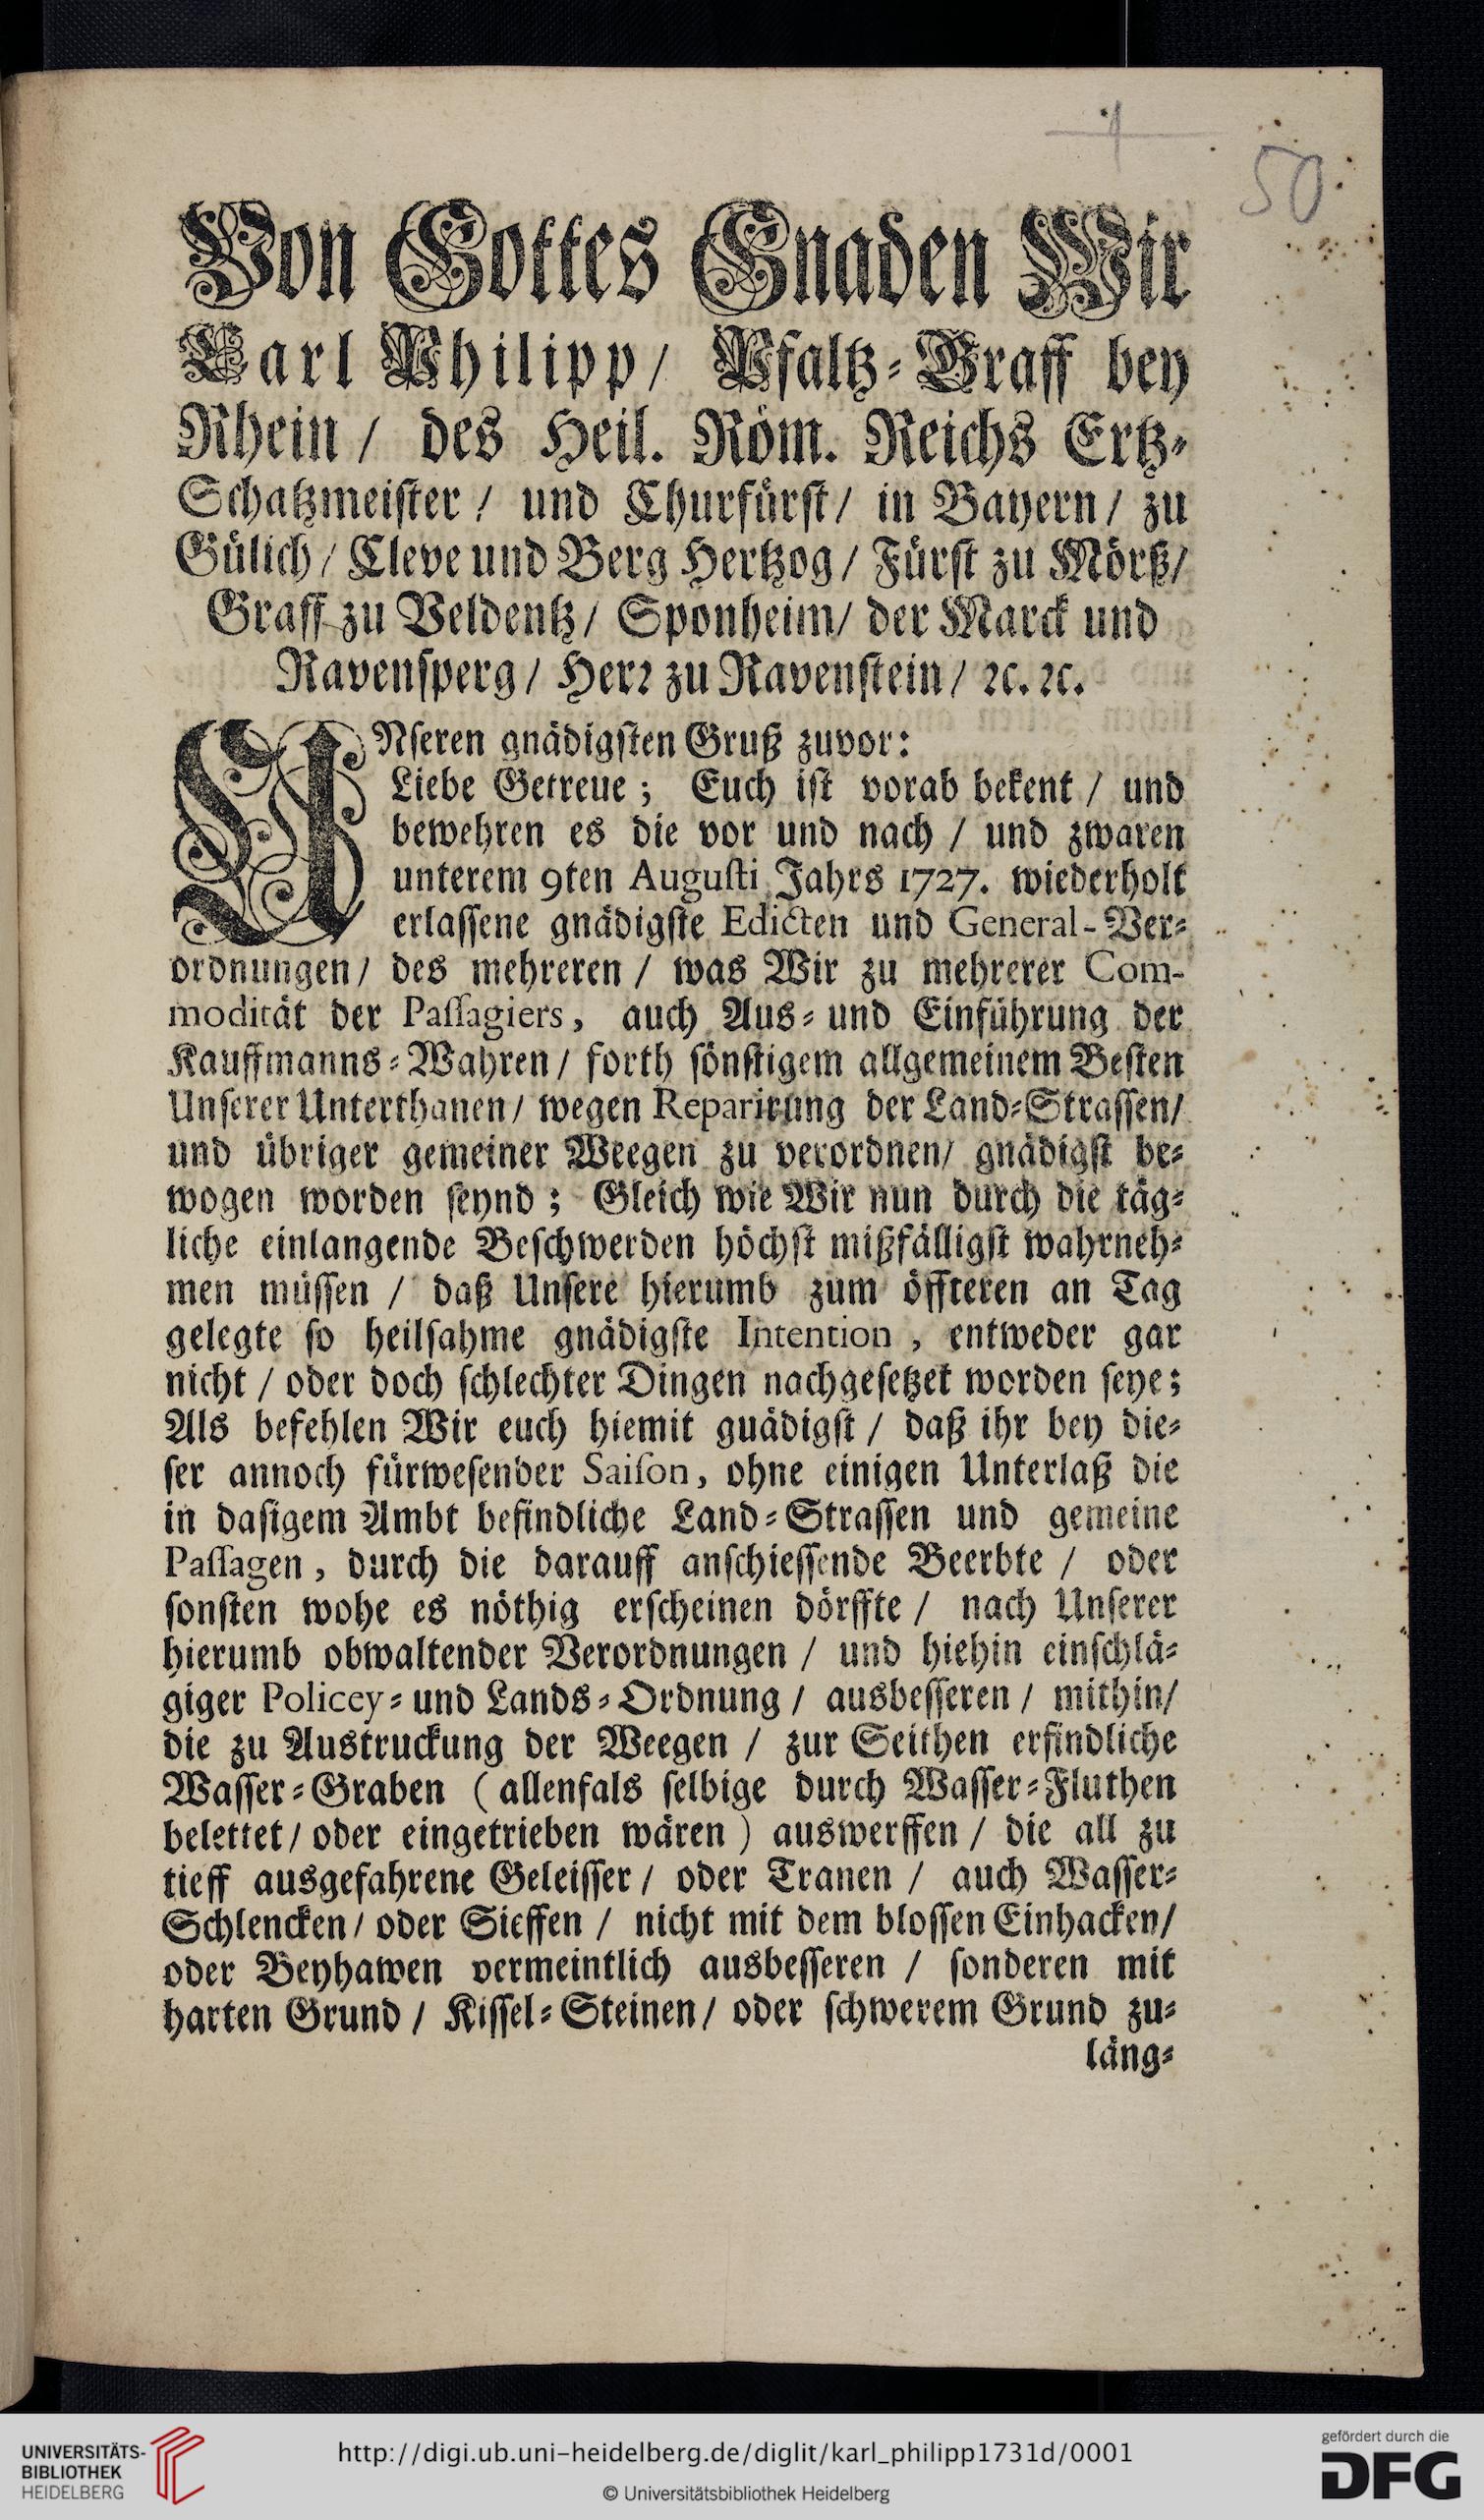 50
Von Gottes Gnaden Wir
Carl Philipp/ Pfaltz-Graff bey
Rhein / des Heil. Röm. Reichs Ertz-
Schatzmeister / und Churfürst/ in Bayern / zu
Gülich / Cleve und Berg Hertzog / Fürst zu Mörß/
Graff zu Veldentz/ Sponheim/ der Marck und
Ravensperg / Herr zu Ravenstein / ꝛc. ꝛc.
UNseren gnädigsten Gruß zuvor:
Liebe Getreue; Euch ist vorab bekent / und
bewehren es die vor und nach / und zwaren
unterem 9ten Augusti Jahrs 1727. wiederholt
erlassene gnädigste Edicten und General-Ver-
ordnungen/ des mehreren / was Wir zu mehrerer Com-
modität der Passagiers, auch Aus- und Einführung der
Kauffmanns-Wahren / forth sönstigem allgemeinem Besten
Unserer Unterthanen/ wegen Reparirung der Land-Strassen/
und übriger gemeiner Weegen zu verordnen/ gnädigst be-
wogen worden seynd; Gleich wie Wir nun durch die täg-
liche einlangende Beschwerden höchst mißfälligst wahrneh-
men müssen / daß Unsere hierumb zum öffteren an Tag
gelegte so heilsahme gnädigste Intention , entweder gar
nicht / oder doch schlechter Dingen nachgesetzet worden seye;
Als befehlen Wir euch hiemit guädigst / daß ihr bey die-
ser annoch fürwesender Saison, ohne einigen Unterlaß die
in dasigem Ambt befindliche Land-Strassen und gemeine
Passagen, durch die darauff anschiessende Beerbte / oder
sonsten wohe es nöthig erscheinen dörffte / nach Unserer
hierumb obwaltender Verordnungen / und hiehin einschlä-
giger Policey- und Lands-Ordnung / ausbesseren / mithin/
die zu Austruckung der Weegen / zur Seithen erfindliche
Wasser-Graben ( allenfals selbige durch Wasser-Fluthen
belettet/ oder eingetrieben wären ) auswerffen / die all zu
tieff ausgefahrene Geleisser / oder Tranen / auch Wasser-
Schlencken / oder Sieffen / nicht mit dem blossen Einhacken/
oder Beyhawen vermeintlich ausbesseren / sonderen mit
harten Grund / Kissel-Steinen/ oder schwerem Grund zu-
läng-
UNIVERSITÄTS-
BIBLIOTHEK
HEIDELBERG
http://digi.ub.uni-heidelberg.de/diglit/karl_philipp1731d/0001
© Universitätsbibliothek Heidelberg
gefördert durch die
DFG